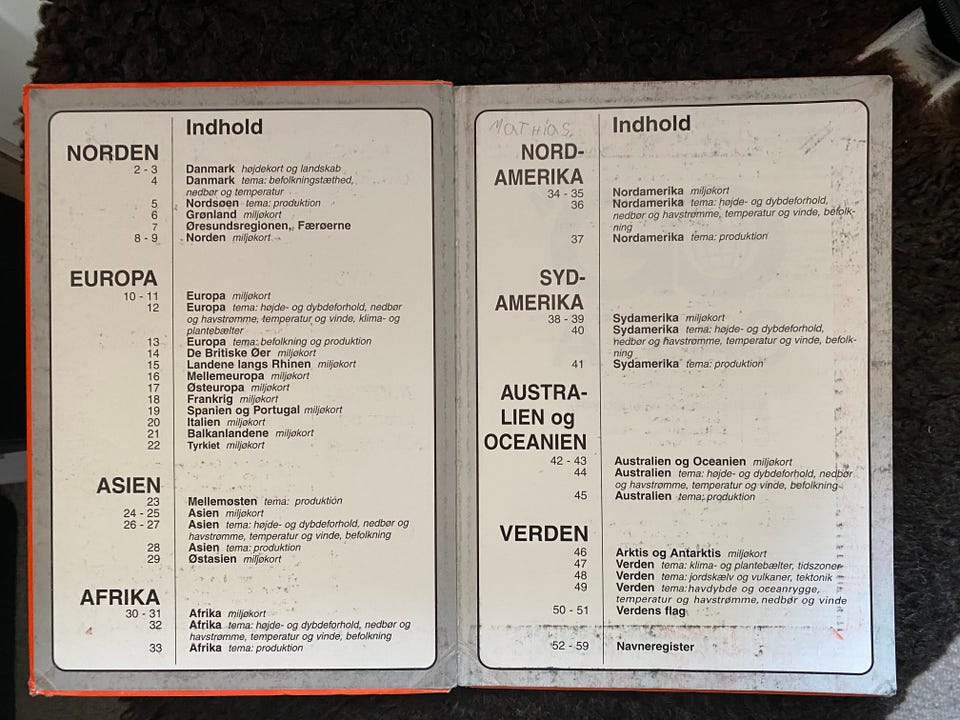 Indhold
NORDEN
2 - 3 Danmark højdekort og landskab
4 Danmark tema: befolkningstæthed,
nedbør og temperatur
5 Nordsøen tema: produktion
6 Grønland miljøkort
7 Øresundsregionen, Færøerne
8 - 9 Norden miljøkort
EUROPA
10 - 11 Europa miljøkort
12 Europa tema: højde- og dybdeforhold, nedbør
og havstrømme, temperatur og vinde, klima- og
plantebælter
13 Europa tema: befolkning og produktion
14 De Britiske Øer miljøkort
15 Landene langs Rhinen miljøkort
16 Mellemeuropa miljøkort
17 Østeuropa miljøkort
18 Frankrig miljøkort
19 Spanien og Portugal miljøkort
20 Italien miljøkort
21 Balkanlandene miljøkort
22 Tyrkiet miljøkort
ASIEN
23 Mellemøsten tema: produktion
24 - 25 Asien miljøkort
26 - 27 Asien tema: højde- og dybdeforhold, nedbør og
havstrømme, temperatur og vinde, befolkning
28 Asien tema: produktion
29 Østasien miljøkort
AFRIKA
30 - 31 Afrika miljøkort
32 Afrika tema: højde- og dybdeforhold, nedbør og
havstrømme, temperatur og vinde, befolkning
33 Afrika tema: produktion
MATHIAS.
Indhold
NORD-
AMERIKA
34 - 35 Nordamerika miljøkort
36 Nordamerika tema: højde- og dybdeforhold,
nedbør og havstrømme, temperatur og vinde, befolk-
ning
37 Nordamerika tema: produktion
SYD-
AMERIKA
38 - 39 Sydamerika miljøkort
40 Sydamerika tema: højde- og dybdeforhold,
nedbør og havstrømme, temperatur og vinde, befolk-
ning
41 Sydamerika tema: produktion
AUSTRA-
LIEN og
OCEANIEN
42 - 43 Australien og Oceanien miljøkort
44 Australien tema: højde- og dybdeforhold, nedbør
og havstrømme, temperatur og vinde, befolkning
45 Australien tema: produktion
VERDEN
46 Arktis og Antarktis miljøkort
47 Verden tema: klima- og plantebælter, tidszoner
48 Verden tema: jordskælv og vulkaner, tektonik
49 Verden tema: havdybde og oceanrygge,
temperatur og havstrømme, nedbør og vinde
50 - 51 Verdens flag
52 - 59 Navneregister